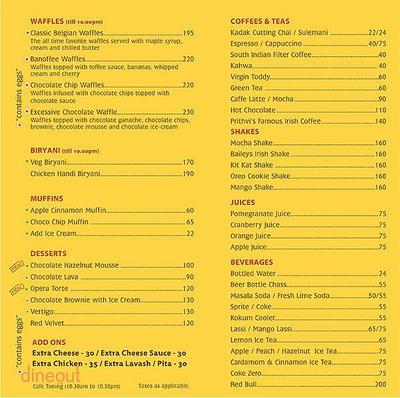 WAFFLES (till 10.00pm)
Classic Belgian Waffles 195
The all time favorite waffles served with maple syrup,
cream and chilled butter
Banoffee Waffles 220
Waffles topped with toffee sauce, bananas, whipped
cream and cherry
Chocolate Chip Waffles 220
Waffles infused with chocolate chips topped with
chocolate sauce
Excessive Chocolate Waffle 230
Waffles topped with chocolate ganache, chocolate chips,
brownie, chocolate mousse and chocolate ice-cream
"contains eggs"
BIRYANI (till 10.00pm)
Veg Biryani 170
Chicken Handi Biryani 190
MUFFINS
Apple Cinnamon Muffin 60
Choco Chip Muffin 65
Add Ice Cream 22
DESSERTS
Chocolate Hazelnut Mousse 100
Chocolate Lava 90
Opera Torte 120
Chocolate Brownie with Ice Cream 130
Vertigo 130
Red Velvet 120
"contains eggs"
ADD ONS
Extra Cheese - 30 / Extra Cheese Sauce - 30
Extra Chicken - 35 / Extra Lavash / Pita - 30
dineout
Cafe Timing (10.30am to 10.30pm) Taxes as applicable.
COFFEES & TEAS
Kadak Cutting Chai / Sulemani 22/24
Espresso / Cappuccino 40/75
South Indian Filter Coffee 40
Kahwa 40
Virgin Toddy 60
Green Tea 60
Caffe Latte / Mocha 90
Hot Chocolate 110
Prithvi's Famous Irish Coffee 140
SHAKES
Mocha Shake 160
Baileys Irish Shake 160
Kit Kat Shake 160
Oreo Cookie Shake 160
Mango Shake 160
JUICES
Pomegranate Juice 75
Cranberry Juice 75
Orange Juice 75
Apple Juice 75
BEVERAGES
Bottled Water 24
Beer Bottle Chass 55
Masala Soda / Fresh Lime Soda 50/55
Sprite / Coke 55
Kokum Cooler 55
Lassi / Mango Lassi 65/75
Lemon Ice Tea 65
Apple / Peach / Hazelnut Ice Tea 75
Cardamom & Cinnamon Ice Tea 75
Coke Zero 75
Red Bull 200